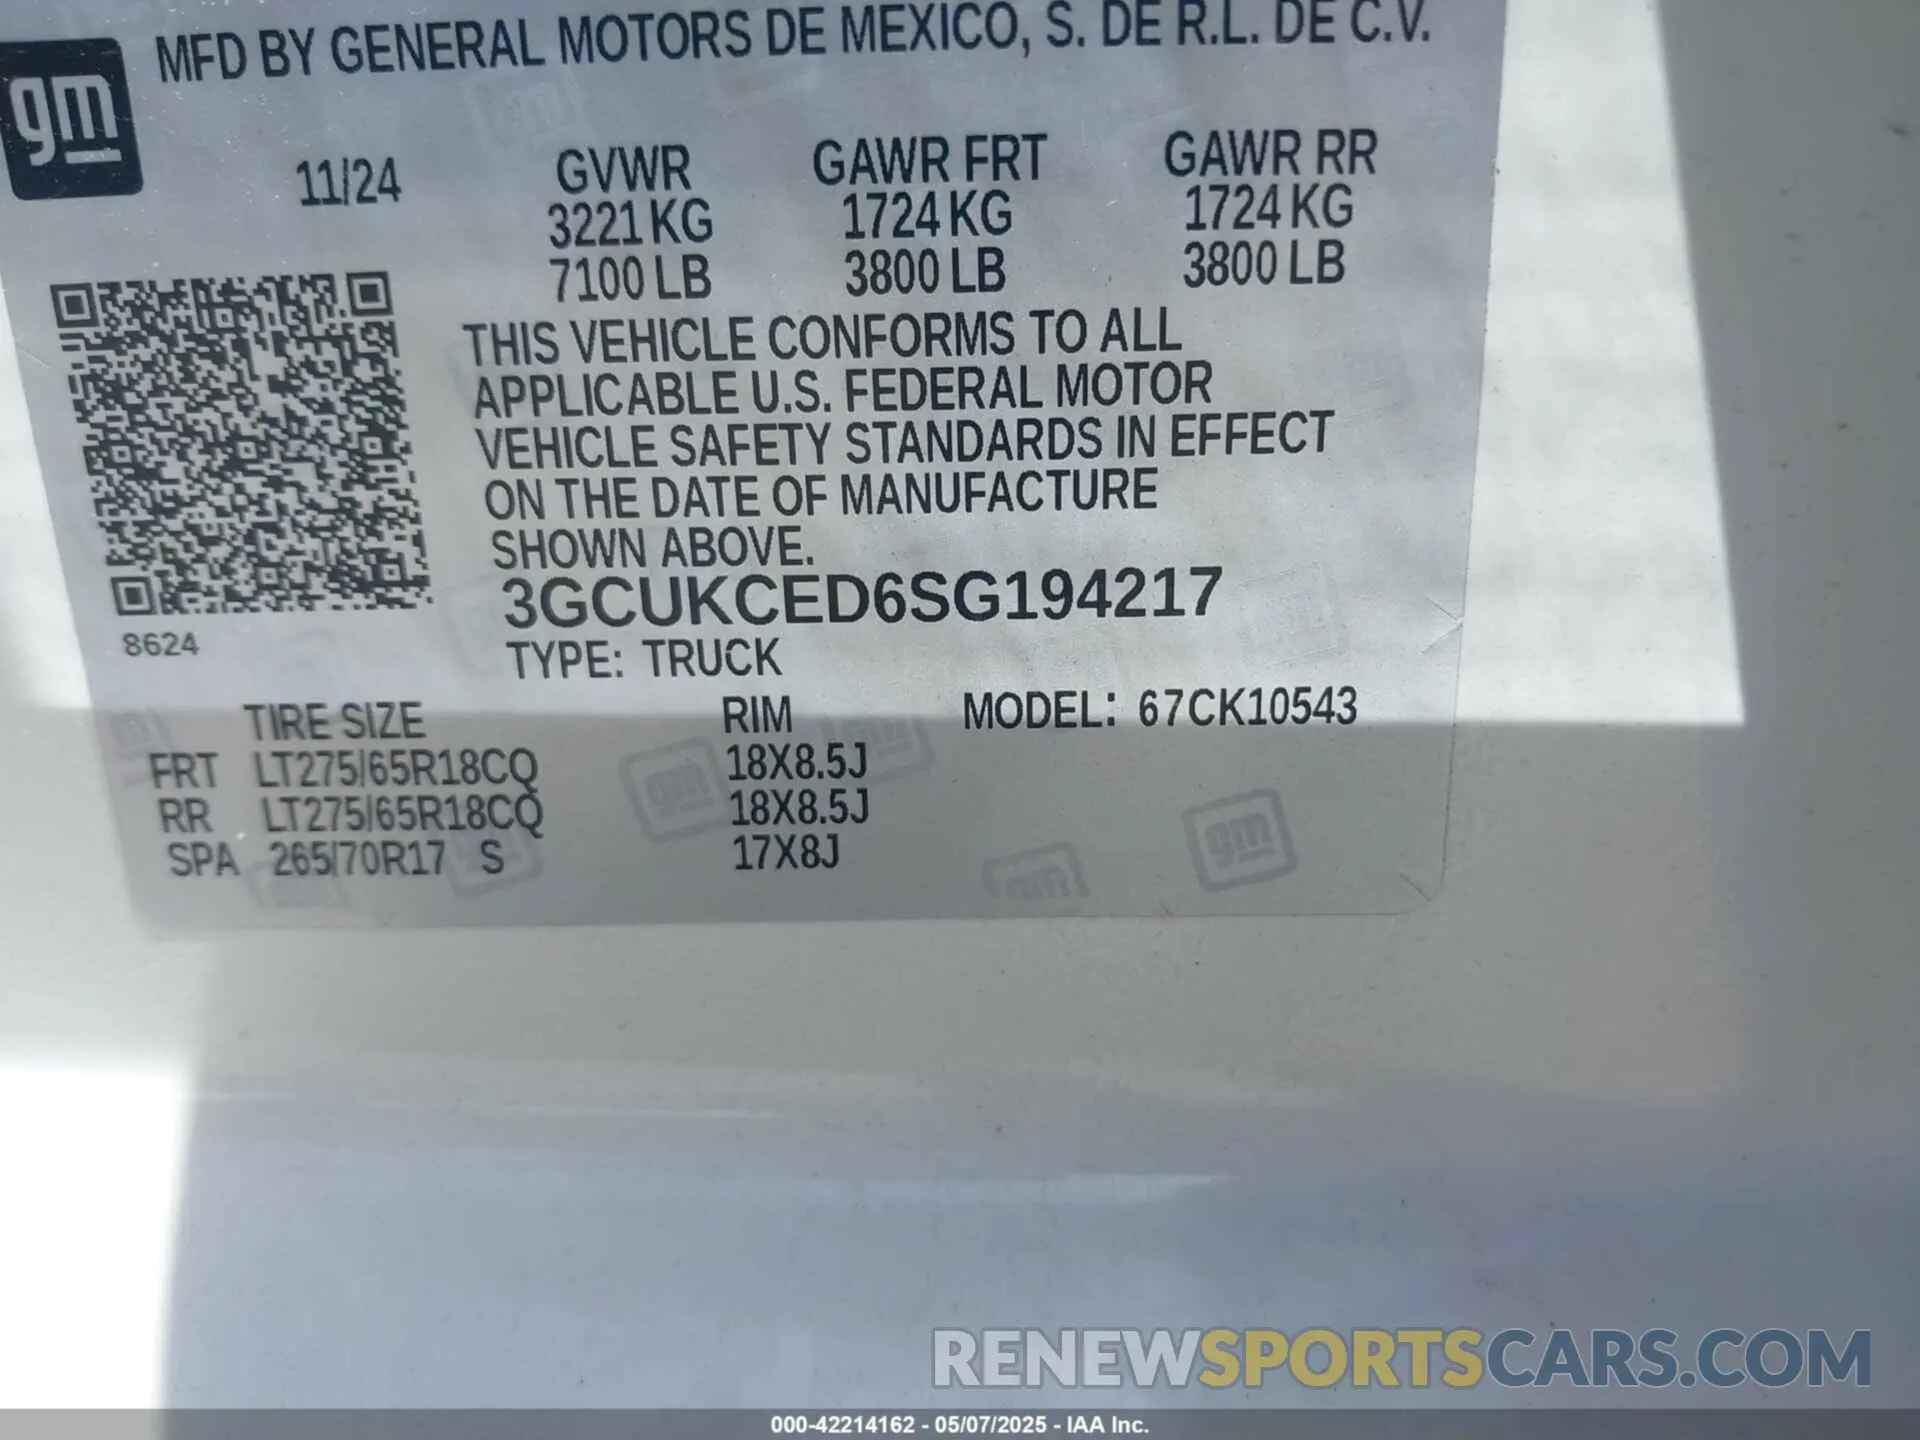 MFD BY GENERAL MOTORS DE MEXICO, S. DE R.L. DE C.V.
gm
11/24 GVWR GAWR FRT GAWR RR
3221 KG 1724 KG 1724 KG
7100 LB 3800 LB 3800 LB
THIS VEHICLE CONFORMS TO ALL
APPLICABLE U.S. FEDERAL MOTOR
VEHICLE SAFETY STANDARDS IN EFFECT
ON THE DATE OF MANUFACTURE
SHOWN ABOVE.
3GCUKCED6SG194217
8624
TYPE: TRUCK
TIRE SIZE RIM MODEL: 67CK10543
FRT LT275/65R18CQ 18X8.5J
RR LT275/65R18CQ 18X8.5J
SPA 265/70R17 S 17X8J
gm
gm
gm
RENEWSPORTSCARS.COM
000-42214162 - 05/07/2025 - IAA Inc.